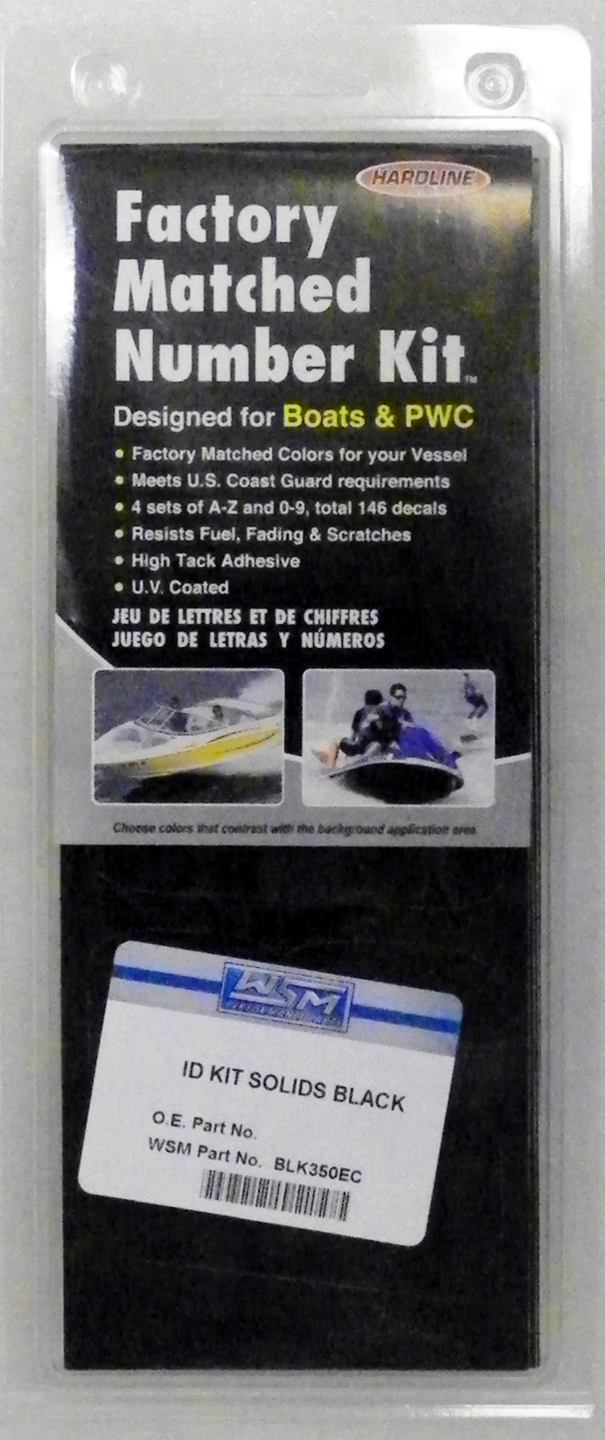 HARDLINE
Factory
Matched
Number Kit™
Designed for Boats & PWC
• Factory Matched Colors for your Vessel
• Meets U.S. Coast Guard requirements
• 4 sets of A-Z and 0-9, total 146 decals
• Resists Fuel, Fading & Scratches
• High Tack Adhesive
• U.V. Coated
JEU DE LETTRES ET DE CHIFFRES
JUEGO DE LETRAS Y NÚMEROS
Choose colors that contrast with the background application area.
WSM
PERFORMANCE PARTS
ID KIT SOLIDS BLACK
O.E. Part No.
WSM Part No. BLK350EC